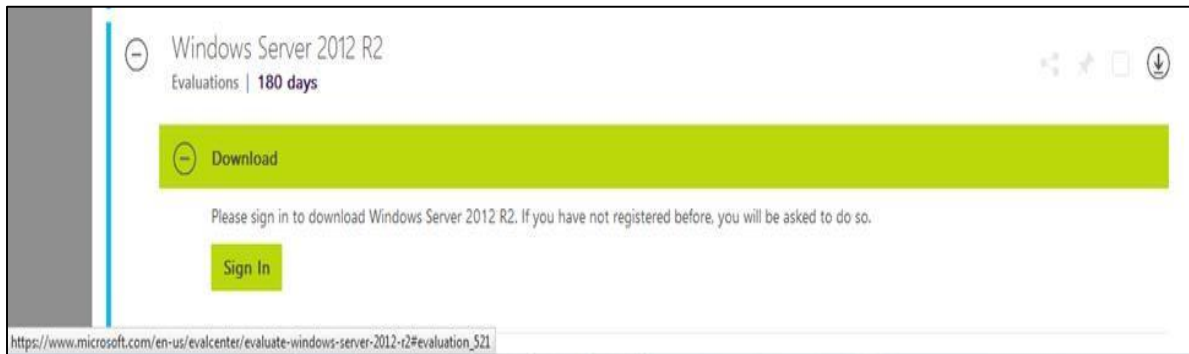 Windows Server 2012 R2
Evaluations | 180 days
Download
Please sign in to download Windows Server 2012 R2. If you have not registered before, you will be asked to do so.
Sign In
https://www.microsoft.com/en-us/evalcenter/evaluate-windows-server-2012-r2#evaluation_521